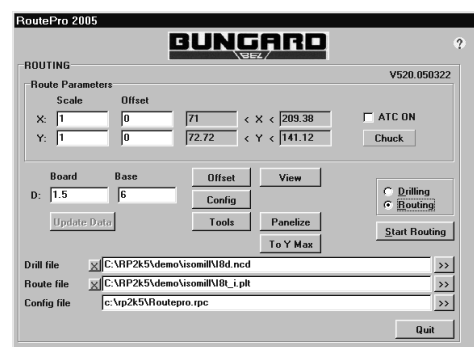 RoutePro 2005
BUNGARD
BEZ
?
ROUTING
V520.050322
Route Parameters
Scale Offset
X: 1 0 71 < X < 209.38 ATC ON
Y: 1 0 72.72 < Y < 141.12 Chuck
Board Base Offset View
D: 1.5 6 Config Drilling
Routing
Update Data Tools Panelize Start Routing
To Y Max
Drill file X C:\RP2k5\demo\isomill\I8d.ncd >>
Route file X C:\RP2k5\demo\isomill\I8t_i.plt >>
Config file c:\rp2k5\Routepro.rpc >>
Quit